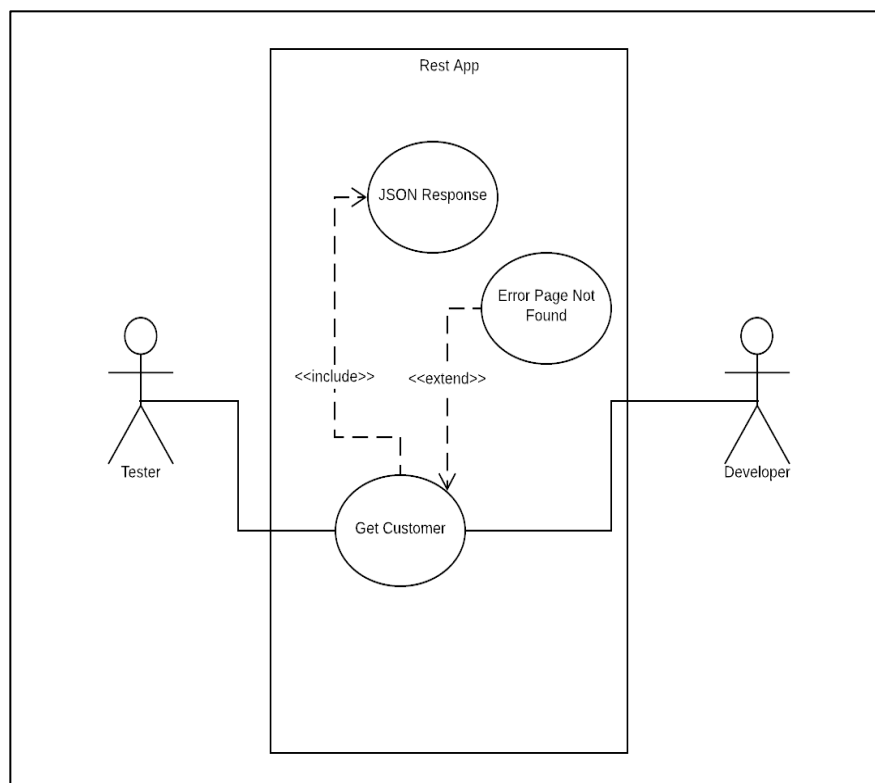 Rest App
JSON Response
Error Page Not
Found
<<include>>
<<extend>>
Tester
Developer
Get Customer